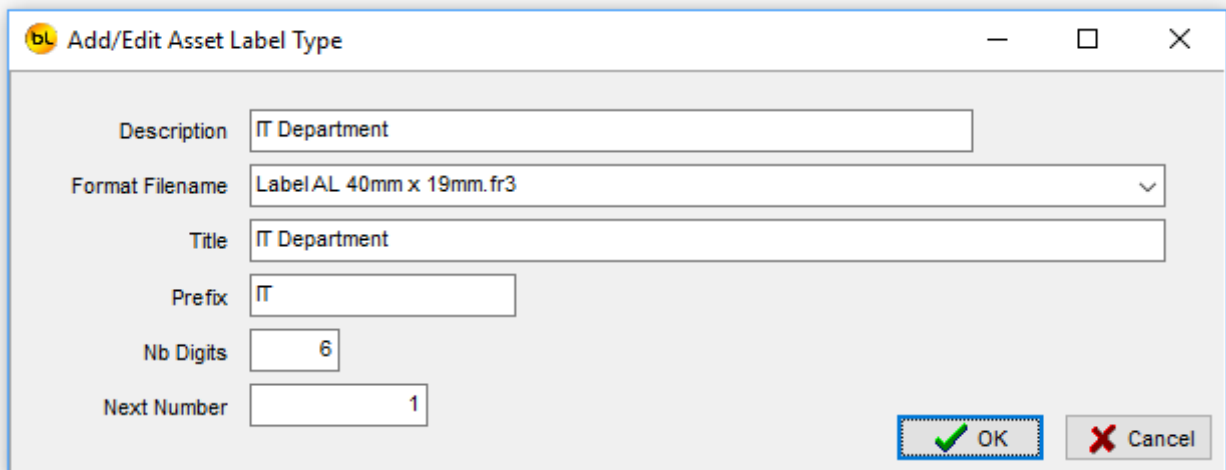 bL Add/Edit Asset Label Type
Description IT Department
Format Filename Label AL 40mm x 19mm.fr3
Title IT Department
Prefix IT
Nb Digits 6
Next Number 1
OK Cancel